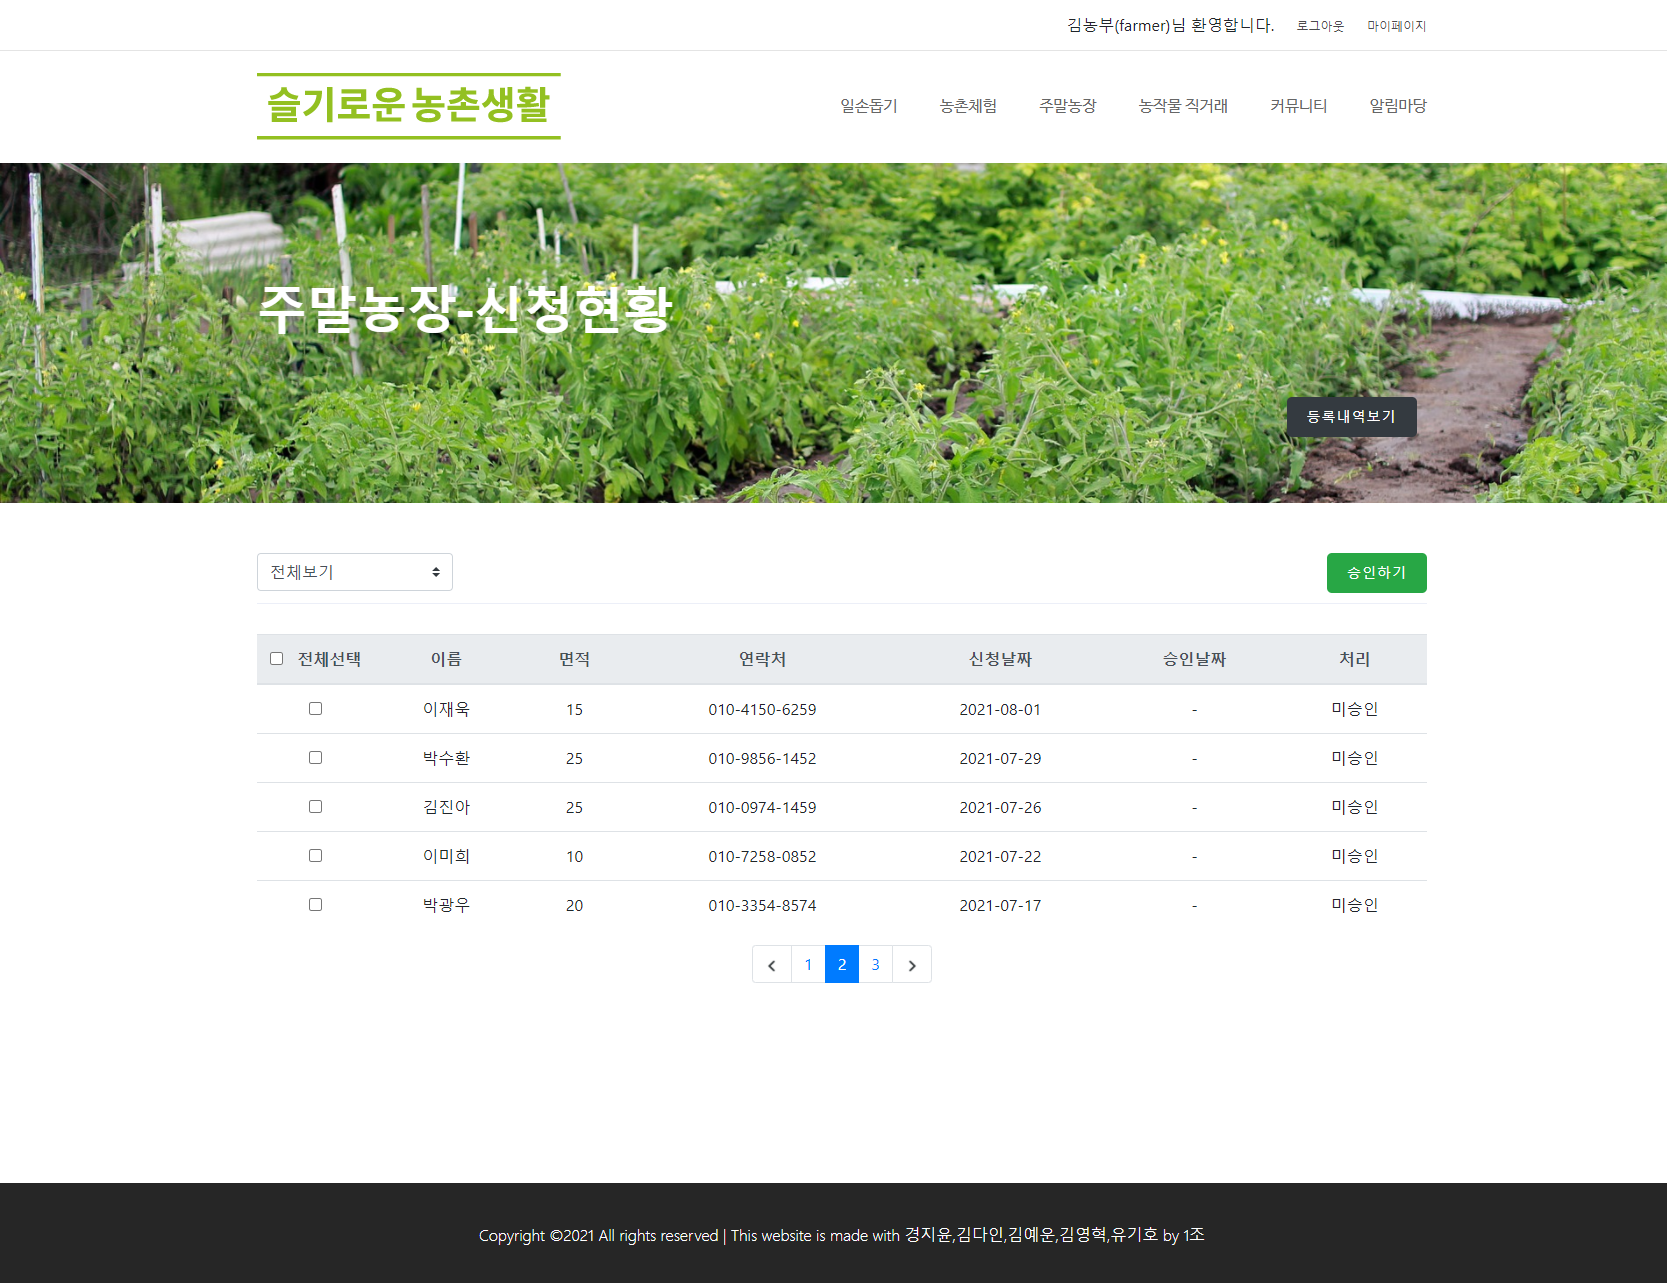 김농부(farmer)님 환영합니다. 로그아웃 마이페이지
슬기로운 농촌생활
일손돕기 농촌체험 주말농장 농작물 직거래 커뮤니티 알림마당
주말농장-신청현황
등록내역보기
전체보기 승인하기
전체선택 이름 면적 연락처 신청날짜 승인날짜 처리
이재욱 15 010-4150-6259 2021-08-01 - 미승인
박수환 25 010-9856-1452 2021-07-29 - 미승인
김진아 25 010-0974-1459 2021-07-26 - 미승인
이미희 10 010-7258-0852 2021-07-22 - 미승인
박광우 20 010-3354-8574 2021-07-17 - 미승인
1 2 3
Copyright ©2021 All rights reserved | This website is made with 경지윤,김다인,김예운,김영혁,유기호 by 1조